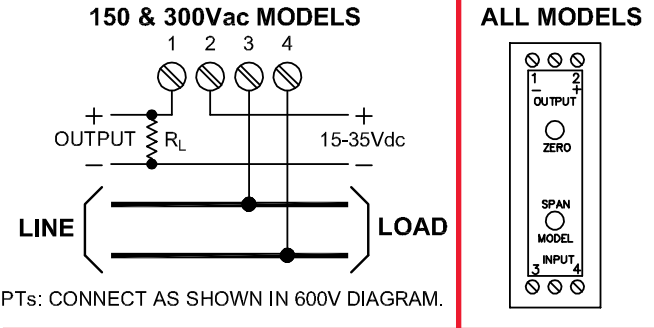 150 & 300Vac MODELS
1 2 3 4
+ +
OUTPUT RL 15-35Vdc
− −
LINE LOAD
PTs: CONNECT AS SHOWN IN 600V DIAGRAM.
ALL MODELS
1 2
− +
OUTPUT
ZERO
SPAN
MODEL
INPUT
3 4